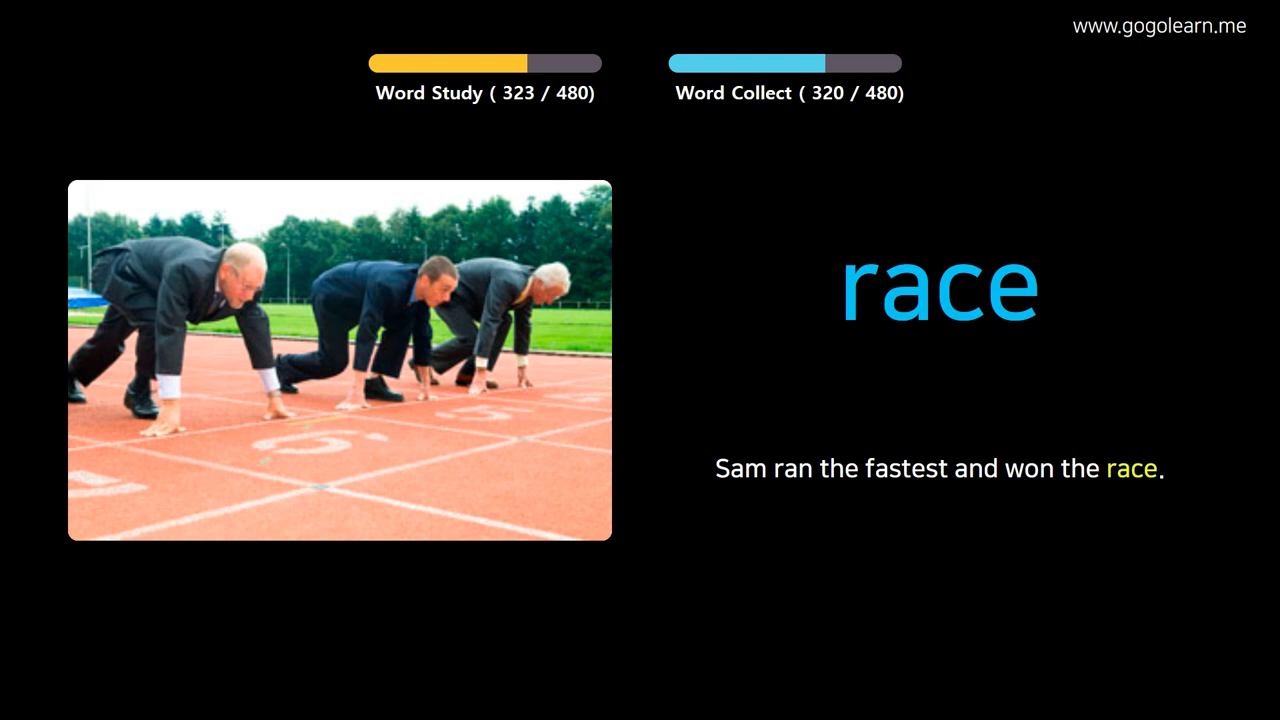 www.gogolearn.me
Word Study ( 323 / 480)
Word Collect ( 320 / 480)
race
Sam ran the fastest and won the race.